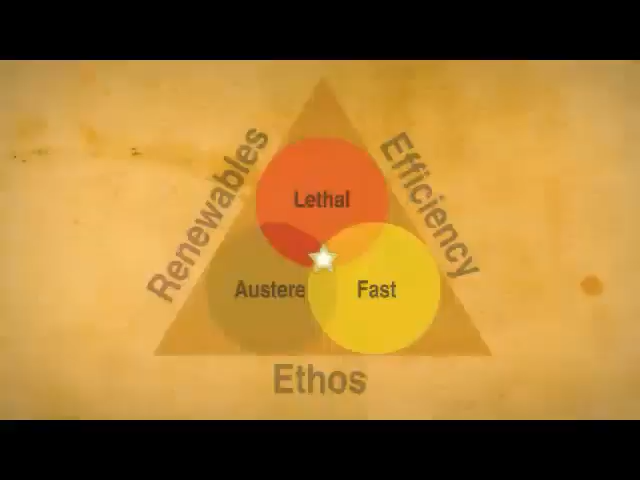 Renewables
Efficiency
Lethal
Austere
Fast
Ethos